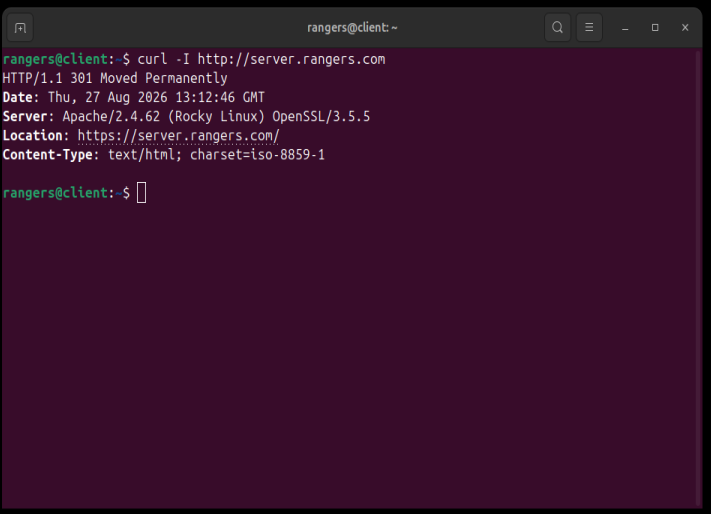 rangers@client: ~
rangers@client:~$ curl -I http://server.rangers.com
HTTP/1.1 301 Moved Permanently
Date: Thu, 27 Aug 2026 13:12:46 GMT
Server: Apache/2.4.62 (Rocky Linux) OpenSSL/3.5.5
Location: https://server.rangers.com/
Content-Type: text/html; charset=iso-8859-1
rangers@client:~$